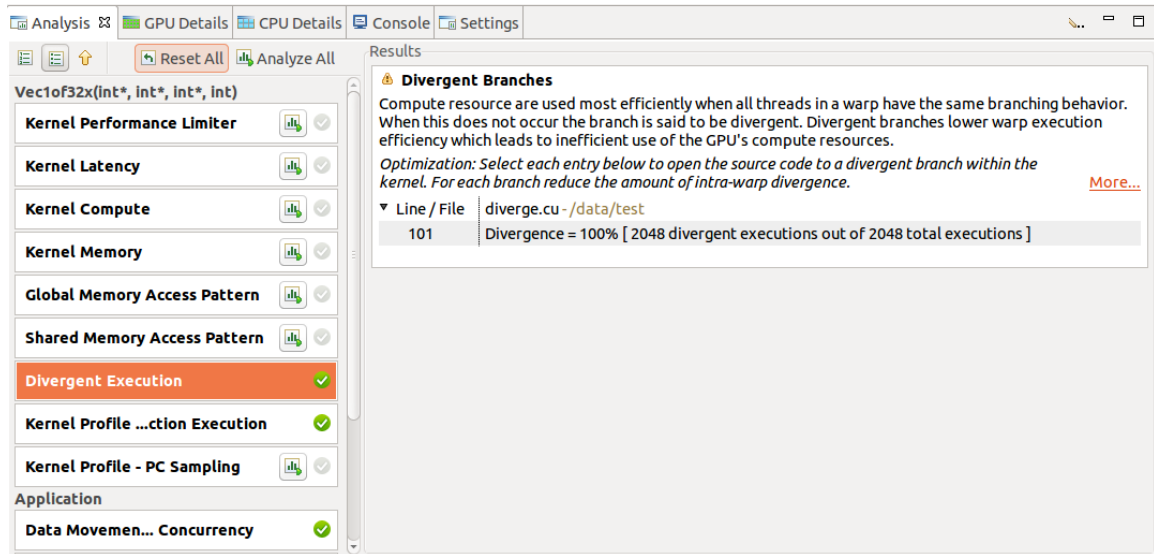 Analysis GPU Details CPU Details Console Settings
Reset All Analyze All
Vec1of32x(int*, int*, int*, int)
Kernel Performance Limiter
Kernel Latency
Kernel Compute
Kernel Memory
Global Memory Access Pattern
Shared Memory Access Pattern
Divergent Execution
Kernel Profile ...ction Execution
Kernel Profile - PC Sampling
Application
Data Movemen... Concurrency
Results
Divergent Branches
Compute resource are used most efficiently when all threads in a warp have the same branching behavior.
When this does not occur the branch is said to be divergent. Divergent branches lower warp execution
efficiency which leads to inefficient use of the GPU's compute resources.
Optimization: Select each entry below to open the source code to a divergent branch within the
kernel. For each branch reduce the amount of intra-warp divergence. More...
Line / File diverge.cu - /data/test
101 Divergence = 100% [ 2048 divergent executions out of 2048 total executions ]